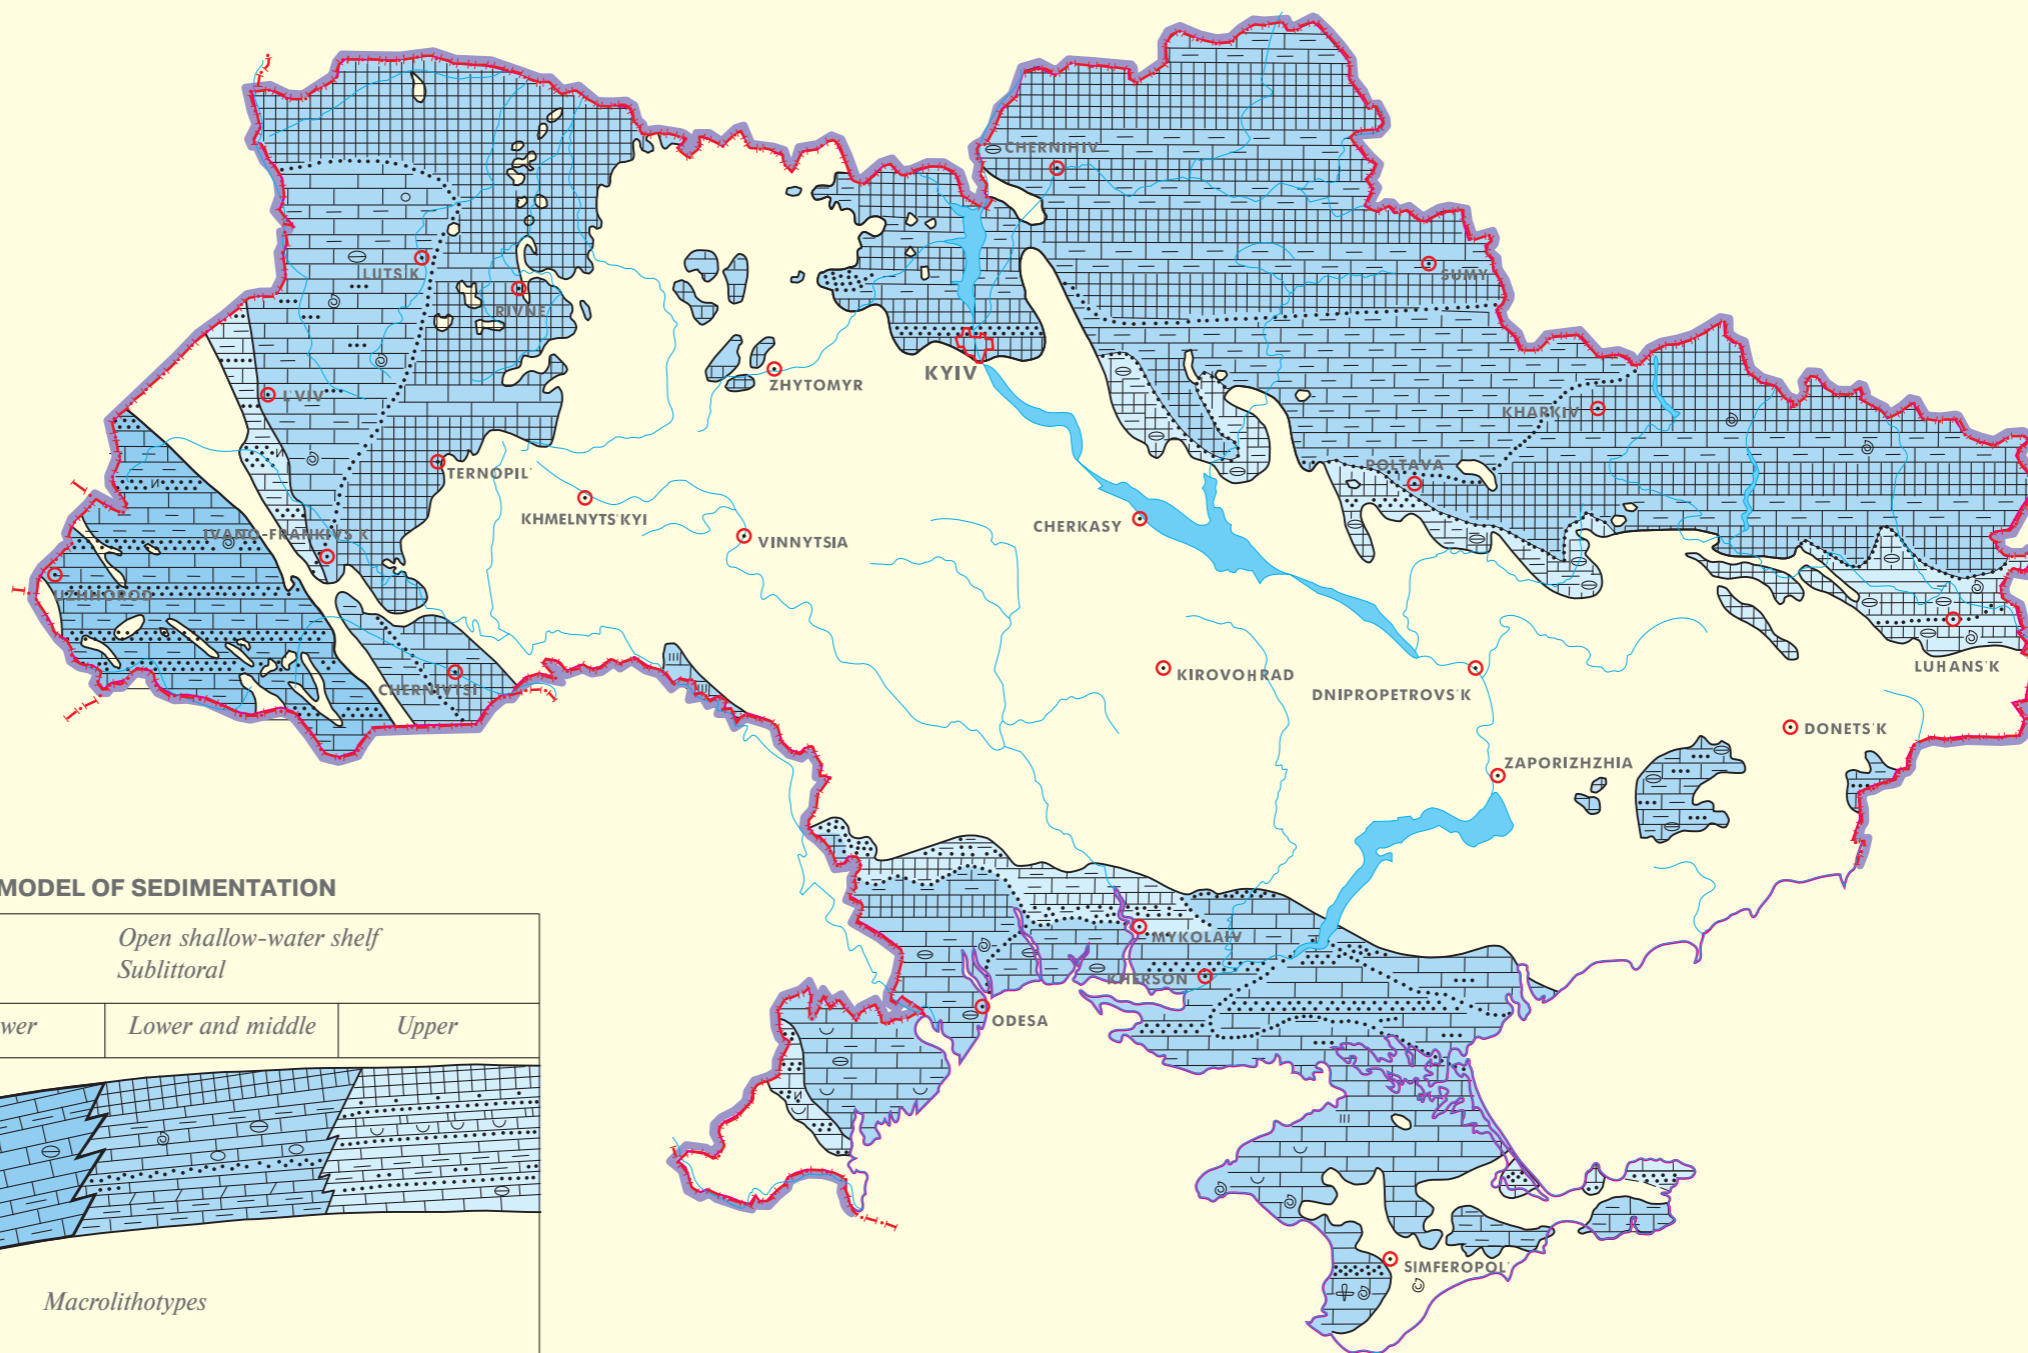 CHERNIHIV
SUMY
LUTS'K
RIVNE
KYIV
ZHYTOMYR
L'VIV
KHARKIV
POLTAVA
TERNOPIL'
KHMELNYTS'KYI
VINNYTSIA
CHERKASY
IVANO-FRANKIVS'K
UZHHOROD
CHERNIVTSI
KIROVOHRAD
DNIPROPETROVS'K
LUHANS'K
DONETS'K
ZAPORIZHZHIA
MYKOLAIV
KHERSON
ODESA
SIMFEROPOL'
MODEL OF SEDIMENTATION
Open shallow-water shelf
Sublittoral
wer
Lower and middle
Upper
Macrolithotypes